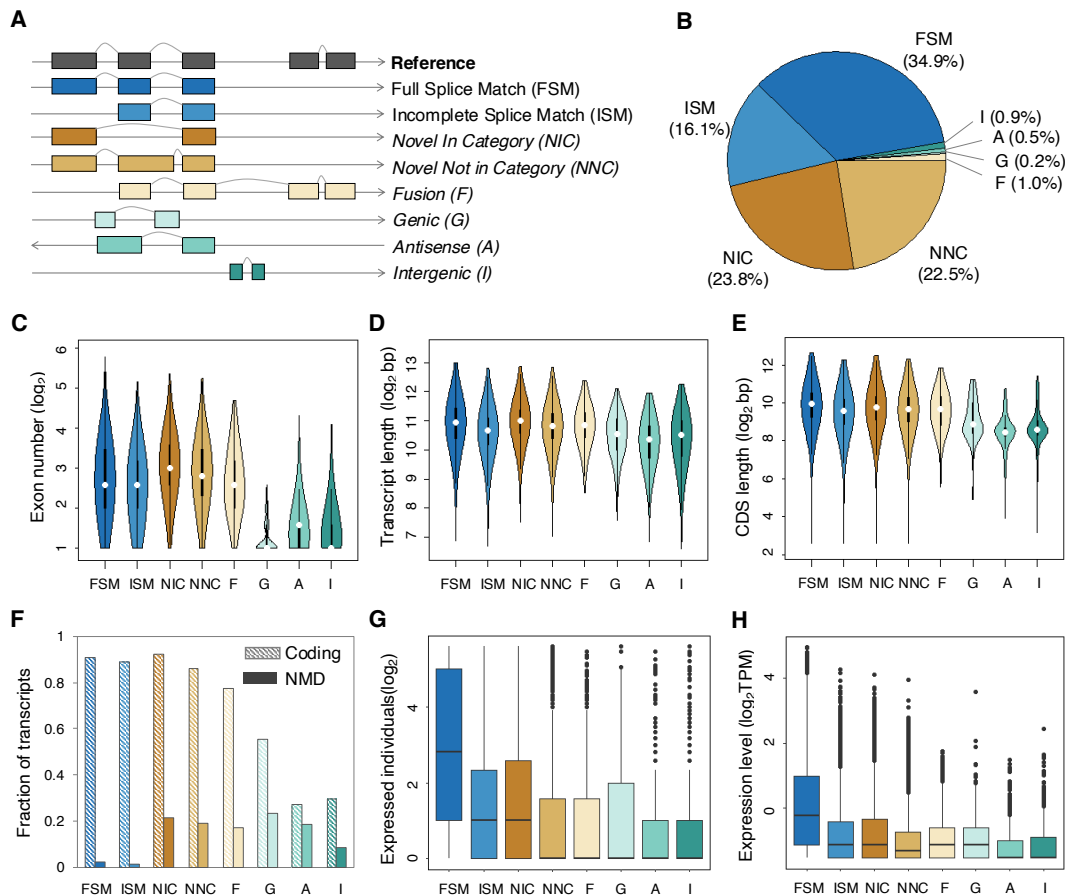 A
Reference
Full Splice Match (FSM)
Incomplete Splice Match (ISM)
Novel In Category (NIC)
Novel Not in Category (NNC)
Fusion (F)
Genic (G)
Antisense (A)
Intergenic (I)
B
FSM
(34.9%)
ISM
(16.1%)
I (0.9%)
A (0.5%)
G (0.2%)
F (1.0%)
NIC
(23.8%)
NNC
(22.5%)
C
Exon number (log₂)
6
5
4
3
2
1
FSM ISM NIC NNC F G A I
D
Transcript length (log₂ bp)
13
12
11
10
9
8
7
FSM ISM NIC NNC F G A I
E
CDS length (log₂ bp)
12
10
8
6
4
2
FSM ISM NIC NNC F G A I
F
Fraction of transcripts
1
0.8
0.6
0.4
0.2
0
Coding
NMD
FSM ISM NIC NNC F G A I
G
Expressed individuals(log₂)
4
2
0
FSM ISM NIC NNC F G A I
H
Expression level (log₂TPM)
4
2
0
FSM ISM NIC NNC F G A I